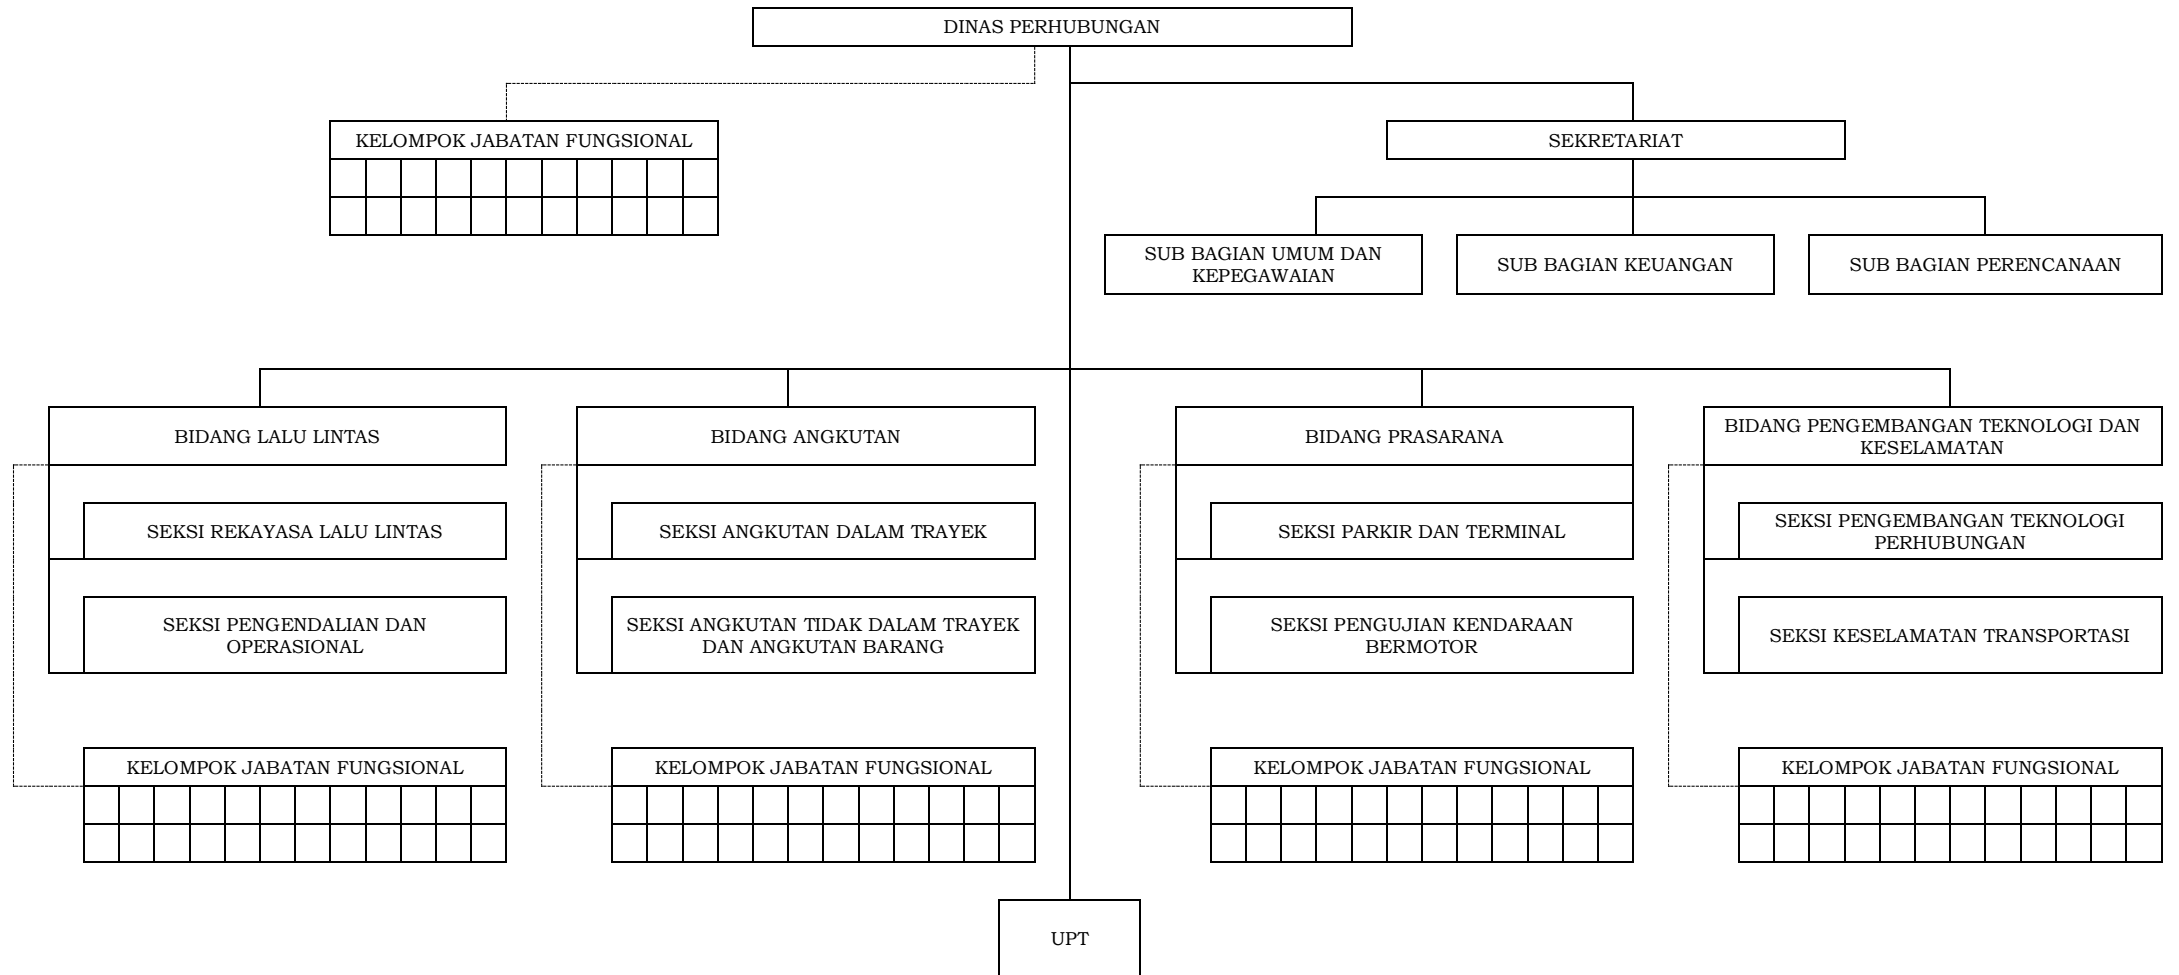 DINAS PERHUBUNGAN
KELOMPOK JABATAN FUNGSIONAL
SEKRETARIAT
SUB BAGIAN UMUM DAN
KEPEGAWAIAN
SUB BAGIAN KEUANGAN
SUB BAGIAN PERENCANAAN
BIDANG LALU LINTAS
BIDANG ANGKUTAN
BIDANG PRASARANA
BIDANG PENGEMBANGAN TEKNOLOGI DAN
KESELAMATAN
SEKSI REKAYASA LALU LINTAS
SEKSI ANGKUTAN DALAM TRAYEK
SEKSI PARKIR DAN TERMINAL
SEKSI PENGEMBANGAN TEKNOLOGI
PERHUBUNGAN
SEKSI PENGENDALIAN DAN
OPERASIONAL
SEKSI ANGKUTAN TIDAK DALAM TRAYEK
DAN ANGKUTAN BARANG
SEKSI PENGUJIAN KENDARAAN
BERMOTOR
SEKSI KESELAMATAN TRANSPORTASI
KELOMPOK JABATAN FUNGSIONAL
KELOMPOK JABATAN FUNGSIONAL
KELOMPOK JABATAN FUNGSIONAL
KELOMPOK JABATAN FUNGSIONAL
UPT